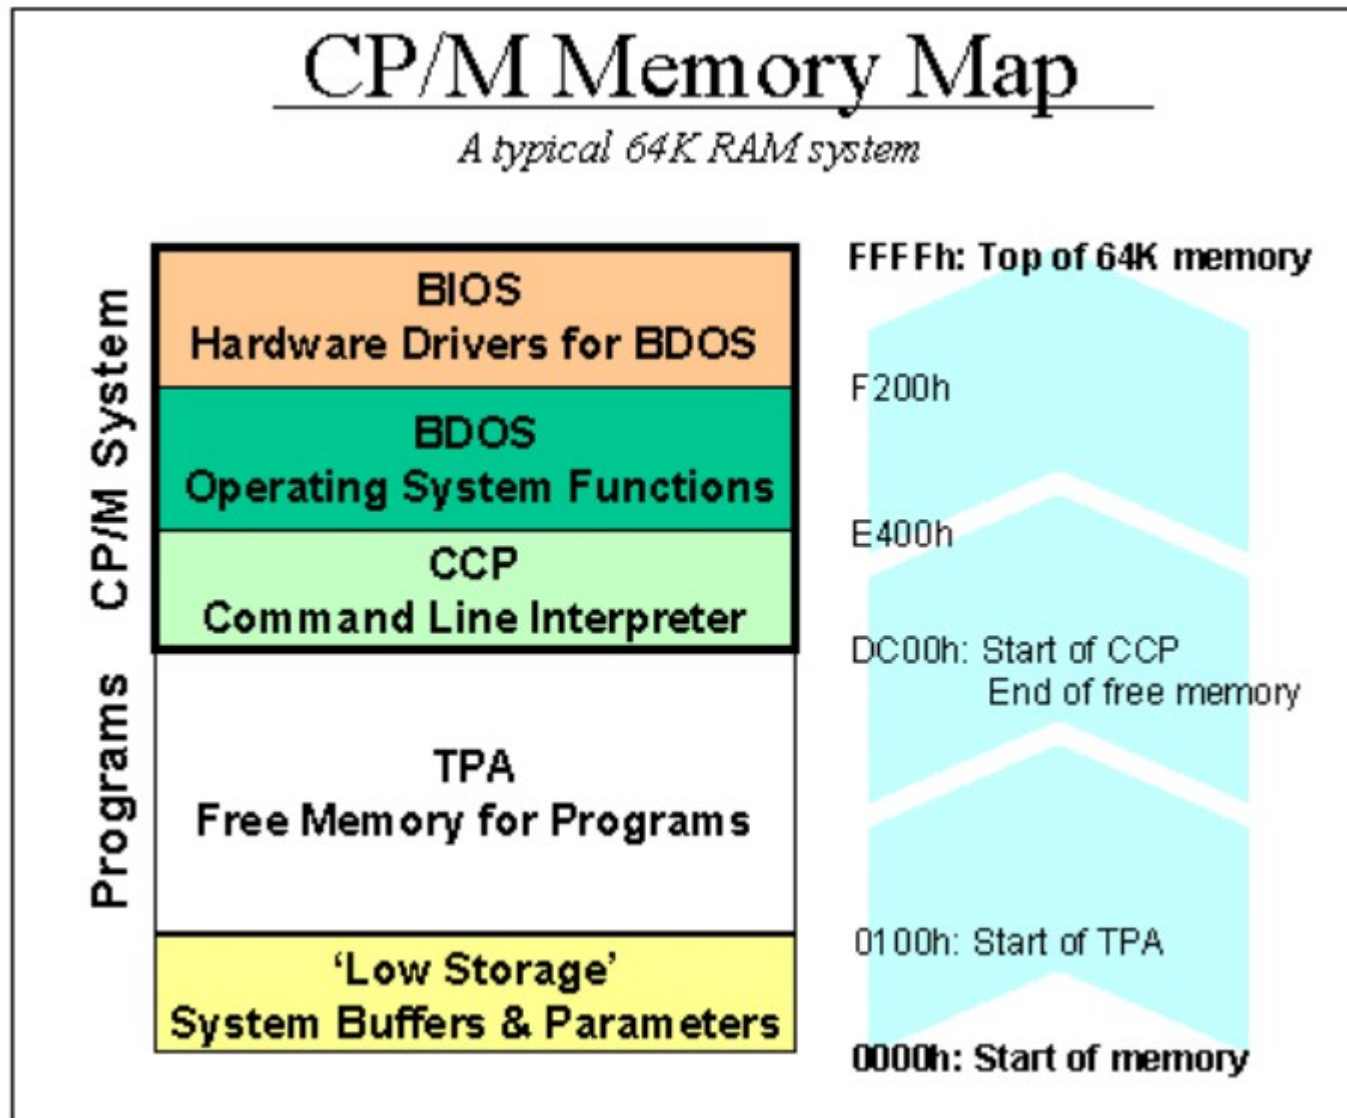 CP/M Memory Map
A typical 64K RAM system
CP/M System
Programs
BIOS
Hardware Drivers for BDOS
BDOS
Operating System Functions
CCP
Command Line Interpreter
TPA
Free Memory for Programs
‘Low Storage’
System Buffers & Parameters
FFFFh: Top of 64K memory
F200h
E400h
DC00h: Start of CCP
End of free memory
0100h: Start of TPA
0000h: Start of memory